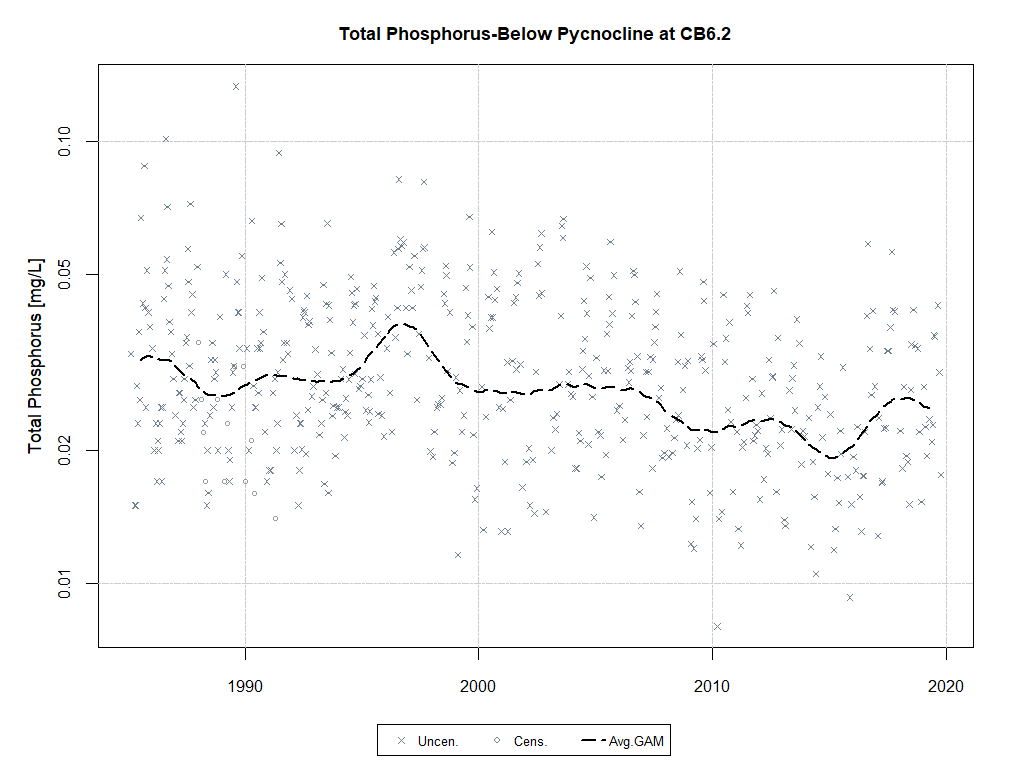 Total Phosphorus-Below Pycnocline at CB6.2
Total Phosphorus [mg/L]
0.10
0.05
0.02
0.01
1990 2000 2010 2020
Uncen. Cens. Avg.GAM